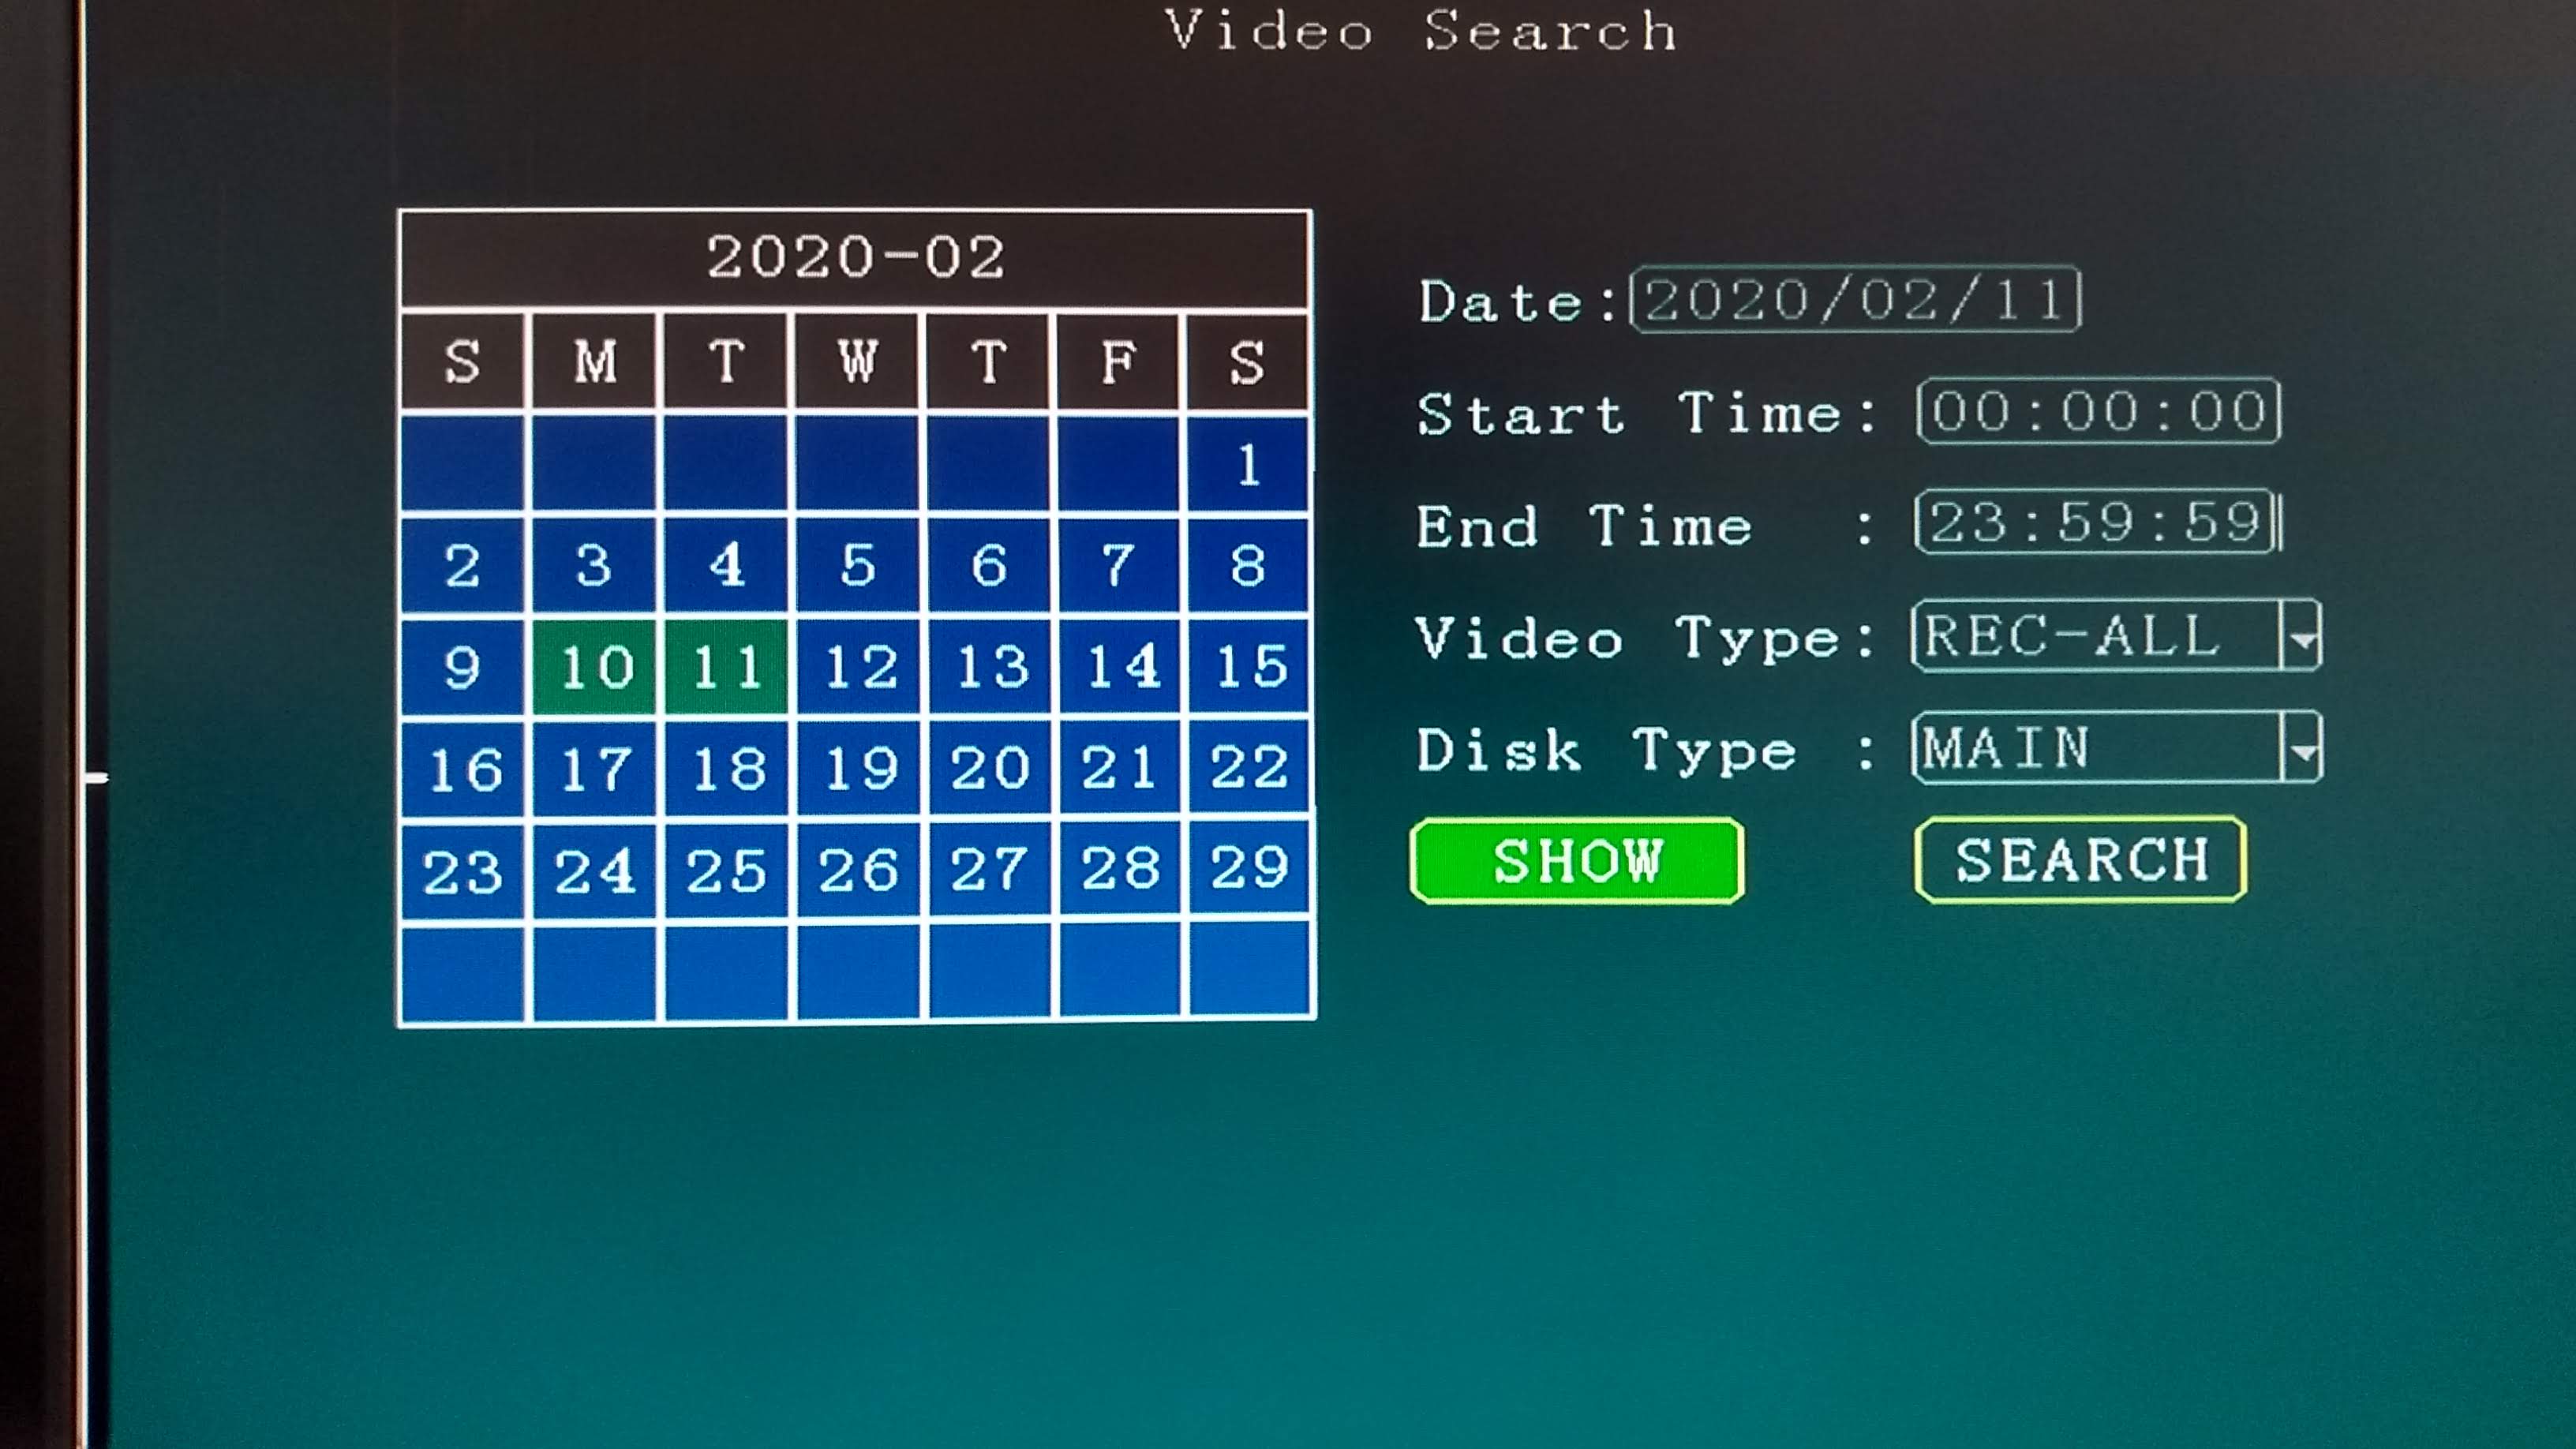 Video Search
2020-02
S M T W T F S
1
2 3 4 5 6 7 8
9 10 11 12 13 14 15
16 17 18 19 20 21 22
23 24 25 26 27 28 29
Date:2020/02/11
Start Time: 00:00:00
End Time : 23:59:59
Video Type: REC-ALL
Disk Type : MAIN
SHOW SEARCH